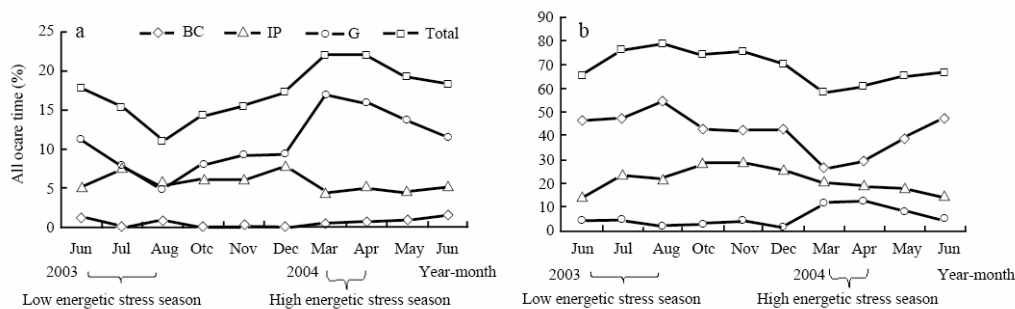 a
BC IP G Total
25
20
15
10
5
0
All ocare time (%)
Jun Jul Aug Otc Nov Dec Mar Apr May Jun
2003 2004 Year-month
Low energetic stress season High energetic stress season
b
90
80
70
60
50
40
30
20
10
0
Jun Jul Aug Otc Nov Dec Mar Apr May Jun
2003 2004 Year-month
Low energetic stress season High energetic stress season